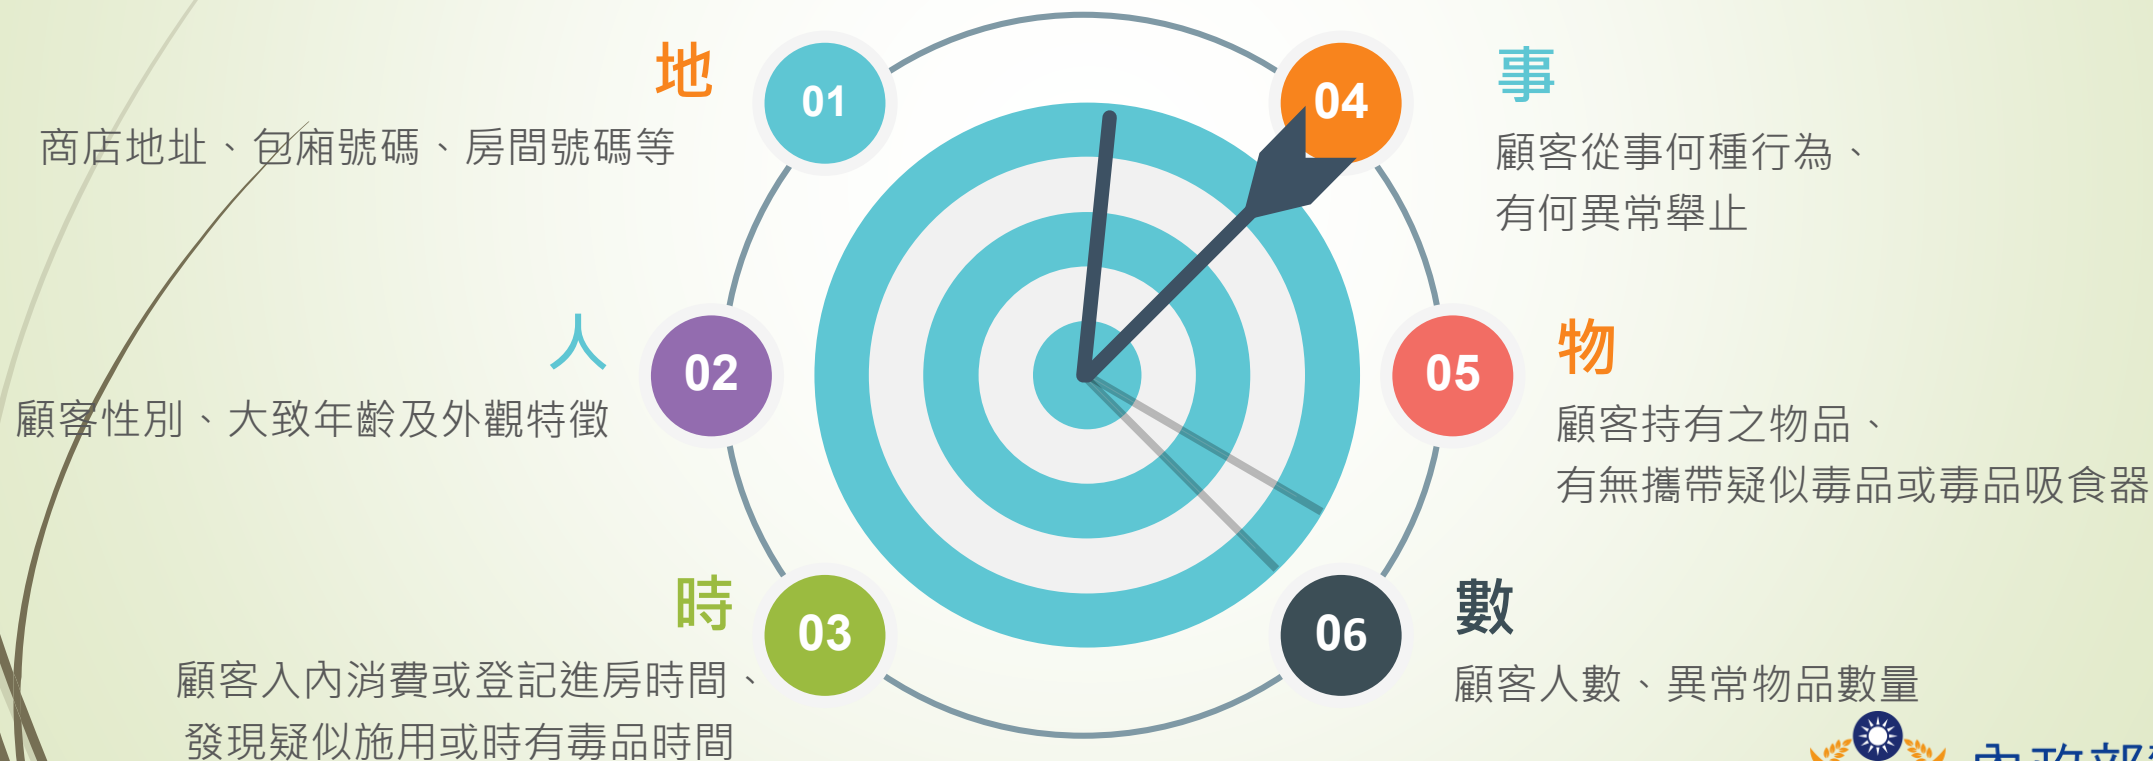 地
01
商店地址、包廂號碼、房間號碼等
人
02
顧客性別、大致年齡及外觀特徵
時
03
顧客入內消費或登記進房時間、
發現疑似施用或時有毒品時間
04
事
顧客從事何種行為、
有何異常舉止
05
物
顧客持有之物品、
有無攜帶疑似毒品或毒品吸食器
06
數
顧客人數、異常物品數量
內政部